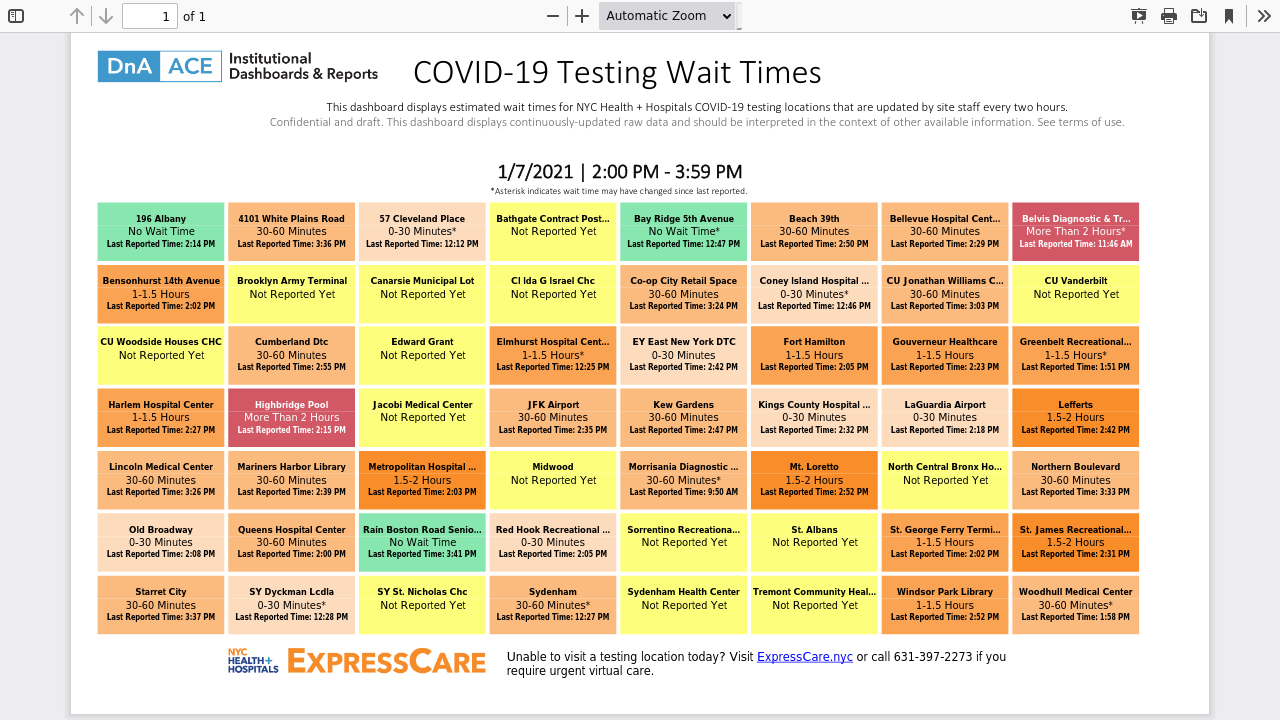 1 of 1 Automatic Zoom
DnA ACE Institutional Dashboards & Reports
COVID-19 Testing Wait Times
This dashboard displays estimated wait times for NYC Health + Hospitals COVID-19 testing locations that are updated by site staff every two hours.
Confidential and draft. This dashboard displays continuously-updated raw data and should be interpreted in the context of other available information. See terms of use.
1/7/2021 | 2:00 PM - 3:59 PM
*Asterisk indicates wait time may have changed since last reported.
196 Albany
No Wait Time
Last Reported Time: 2:14 PM
4101 White Plains Road
30-60 Minutes
Last Reported Time: 3:36 PM
57 Cleveland Place
0-30 Minutes*
Last Reported Time: 12:12 PM
Bathgate Contract Post...
Not Reported Yet
Bay Ridge 5th Avenue
No Wait Time*
Last Reported Time: 12:47 PM
Beach 39th
30-60 Minutes
Last Reported Time: 2:50 PM
Bellevue Hospital Cent...
30-60 Minutes
Last Reported Time: 2:29 PM
Belvis Diagnostic & Tr...
More Than 2 Hours*
Last Reported Time: 11:46 AM
Bensonhurst 14th Avenue
1-1.5 Hours
Last Reported Time: 2:02 PM
Brooklyn Army Terminal
Not Reported Yet
Canarsie Municipal Lot
Not Reported Yet
Cl Ida G Israel Chc
Not Reported Yet
Co-op City Retail Space
30-60 Minutes
Last Reported Time: 3:24 PM
Coney Island Hospital ...
0-30 Minutes*
Last Reported Time: 12:46 PM
CU Jonathan Williams C...
30-60 Minutes
Last Reported Time: 3:03 PM
CU Vanderbilt
Not Reported Yet
CU Woodside Houses CHC
Not Reported Yet
Cumberland Dtc
30-60 Minutes
Last Reported Time: 2:55 PM
Edward Grant
Not Reported Yet
Elmhurst Hospital Cent...
1-1.5 Hours*
Last Reported Time: 12:25 PM
EY East New York DTC
0-30 Minutes
Last Reported Time: 2:42 PM
Fort Hamilton
1-1.5 Hours
Last Reported Time: 2:05 PM
Gouverneur Healthcare
1-1.5 Hours
Last Reported Time: 2:23 PM
Greenbelt Recreational...
1-1.5 Hours*
Last Reported Time: 1:51 PM
Harlem Hospital Center
1-1.5 Hours
Last Reported Time: 2:27 PM
Highbridge Pool
More Than 2 Hours
Last Reported Time: 2:15 PM
Jacobi Medical Center
Not Reported Yet
JFK Airport
30-60 Minutes
Last Reported Time: 2:35 PM
Kew Gardens
30-60 Minutes
Last Reported Time: 2:47 PM
Kings County Hospital ...
0-30 Minutes
Last Reported Time: 2:32 PM
LaGuardia Airport
0-30 Minutes
Last Reported Time: 2:18 PM
Lefferts
1.5-2 Hours
Last Reported Time: 2:42 PM
Lincoln Medical Center
30-60 Minutes
Last Reported Time: 3:26 PM
Mariners Harbor Library
30-60 Minutes
Last Reported Time: 2:39 PM
Metropolitan Hospital ...
1.5-2 Hours
Last Reported Time: 2:03 PM
Midwood
Not Reported Yet
Morrisania Diagnostic ...
30-60 Minutes*
Last Reported Time: 9:50 AM
Mt. Loretto
1.5-2 Hours
Last Reported Time: 2:52 PM
North Central Bronx Ho...
Not Reported Yet
Northern Boulevard
30-60 Minutes
Last Reported Time: 3:33 PM
Old Broadway
0-30 Minutes
Last Reported Time: 2:08 PM
Queens Hospital Center
30-60 Minutes
Last Reported Time: 2:00 PM
Rain Boston Road Senio...
No Wait Time
Last Reported Time: 3:41 PM
Red Hook Recreational ...
0-30 Minutes
Last Reported Time: 2:05 PM
Sorrentino Recreationa...
Not Reported Yet
St. Albans
Not Reported Yet
St. George Ferry Termi...
1-1.5 Hours
Last Reported Time: 2:02 PM
St. James Recreational...
1.5-2 Hours
Last Reported Time: 2:31 PM
Starret City
30-60 Minutes
Last Reported Time: 3:37 PM
SY Dyckman Lcdla
0-30 Minutes*
Last Reported Time: 12:28 PM
SY St. Nicholas Chc
Not Reported Yet
Sydenham
30-60 Minutes*
Last Reported Time: 12:27 PM
Sydenham Health Center
Not Reported Yet
Tremont Community Heal...
Not Reported Yet
Windsor Park Library
1-1.5 Hours
Last Reported Time: 2:52 PM
Woodhull Medical Center
30-60 Minutes*
Last Reported Time: 1:58 PM
NYC HEALTH+ HOSPITALS EXPRESSCARE
Unable to visit a testing location today? Visit ExpressCare.nyc or call 631-397-2273 if you
require urgent virtual care.